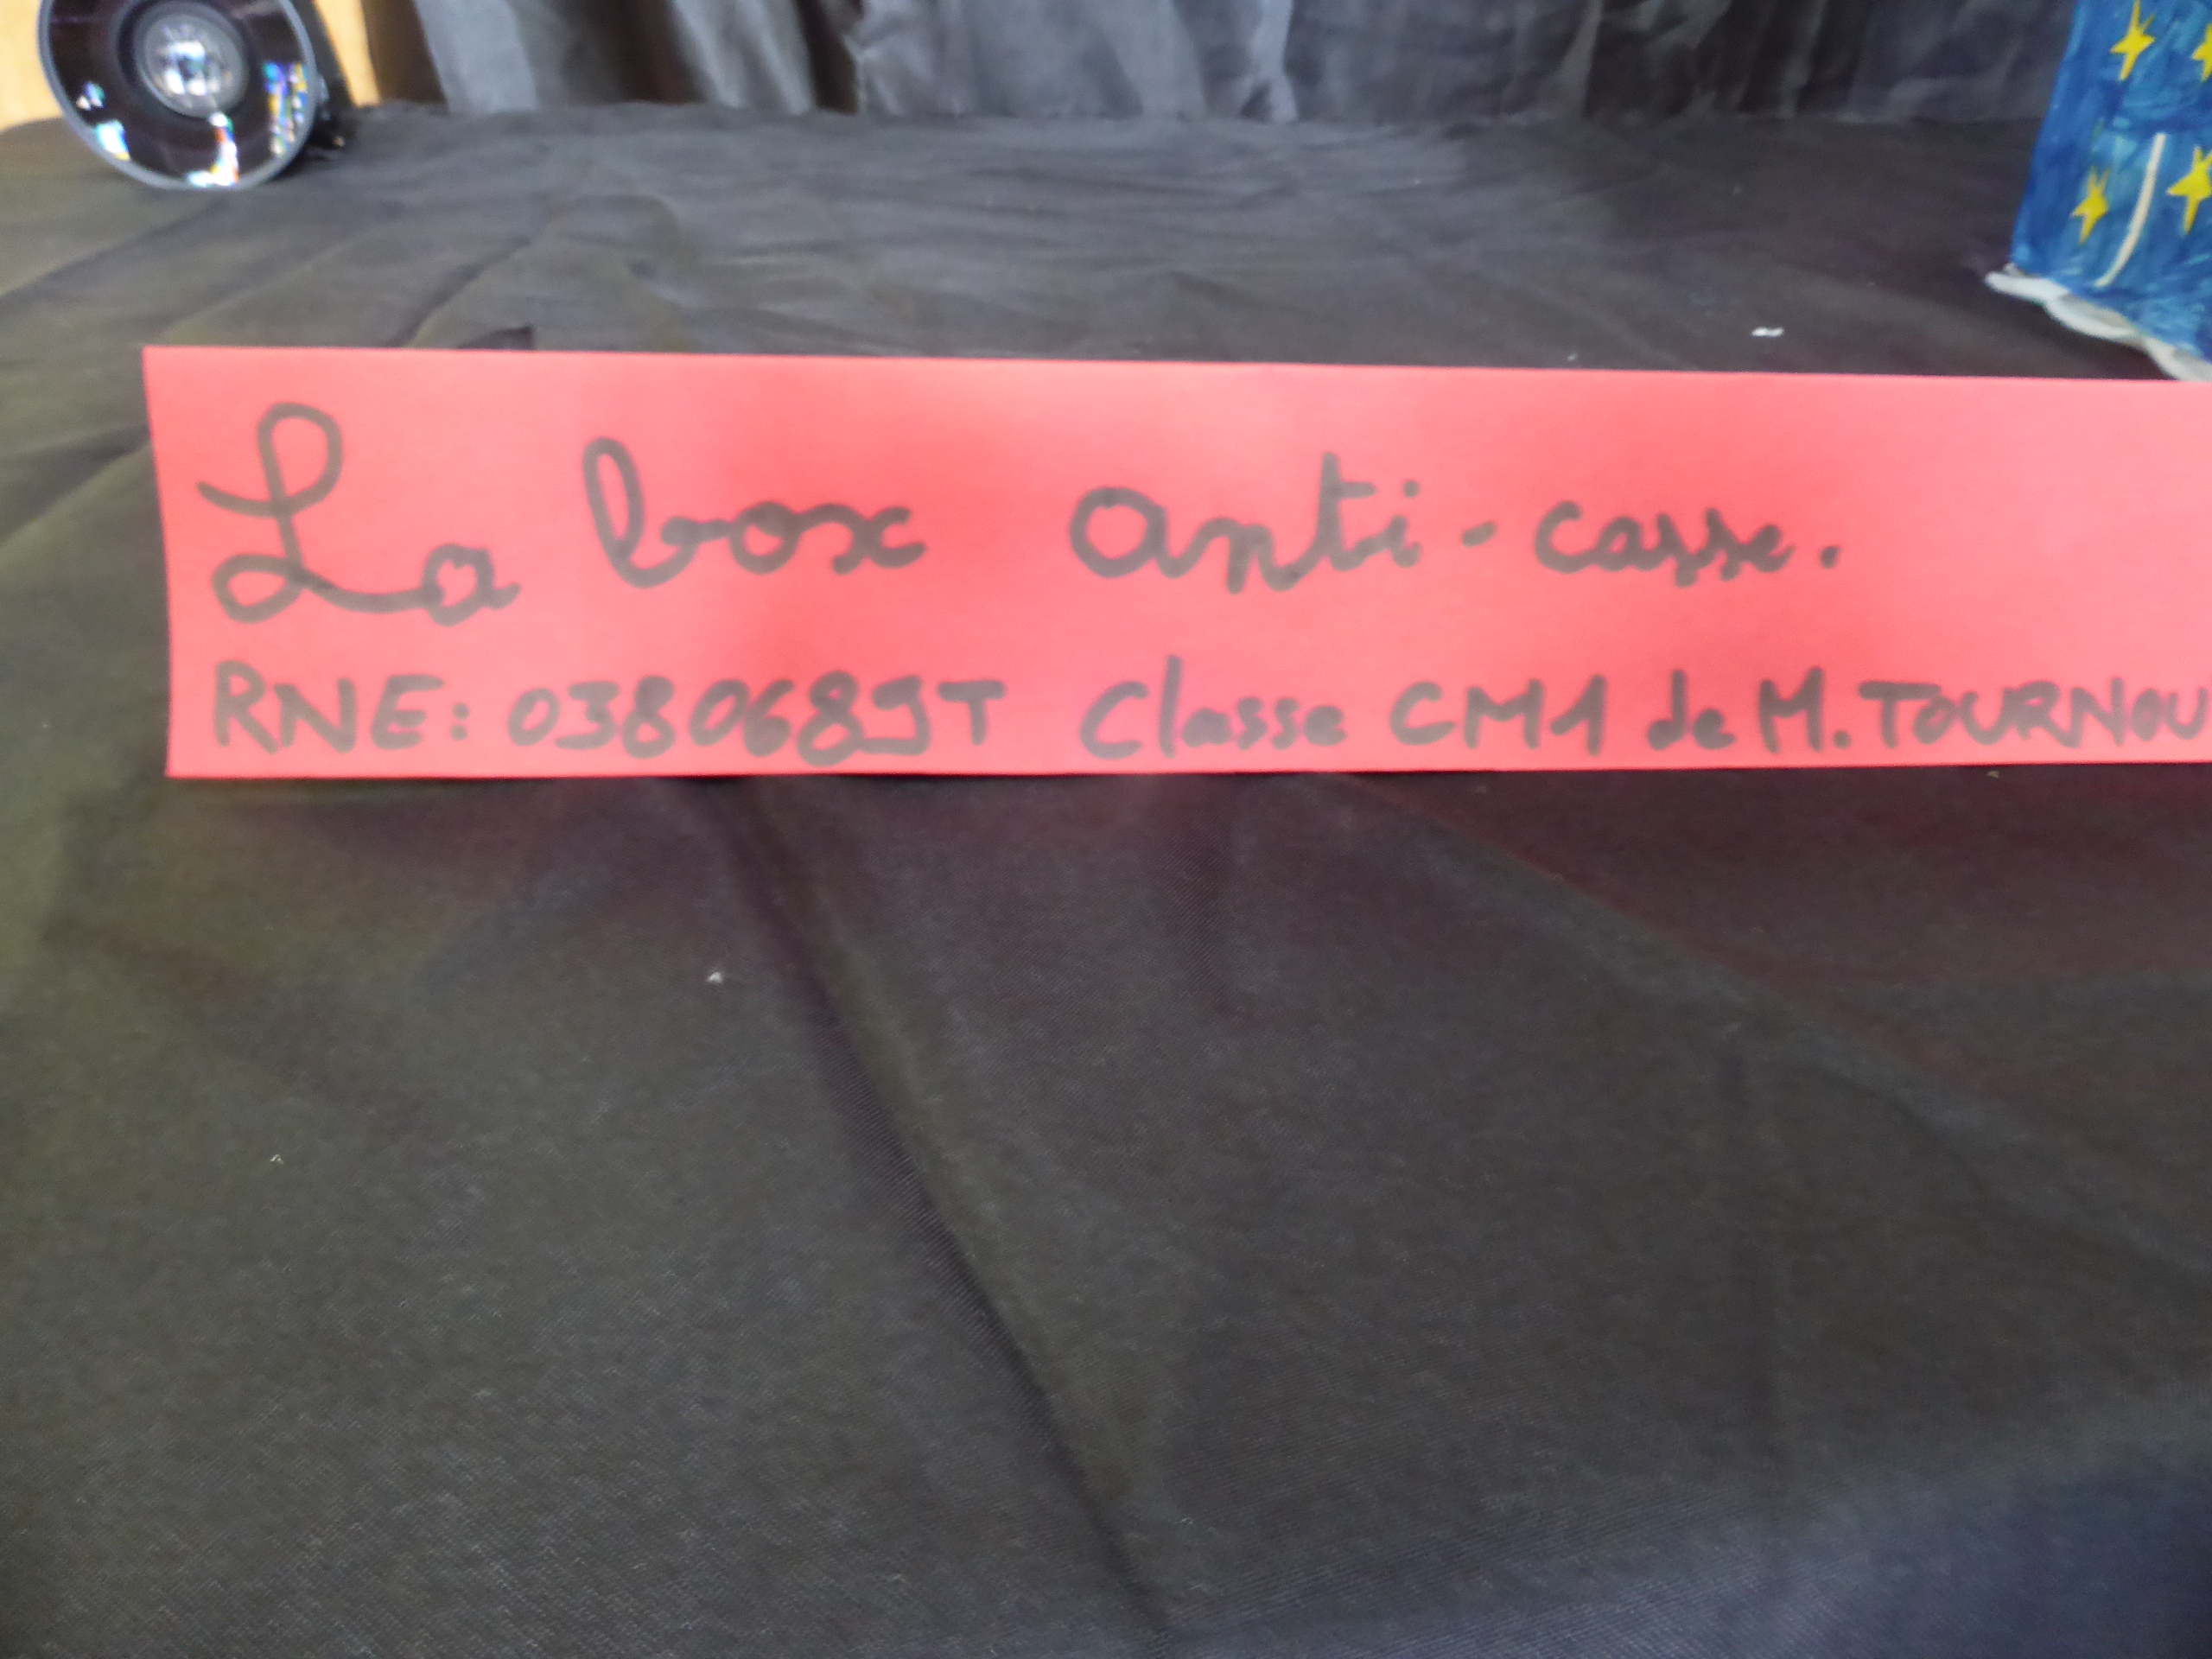 La box anti-casse.
RNE: 0380689T Classe CM1 de M.